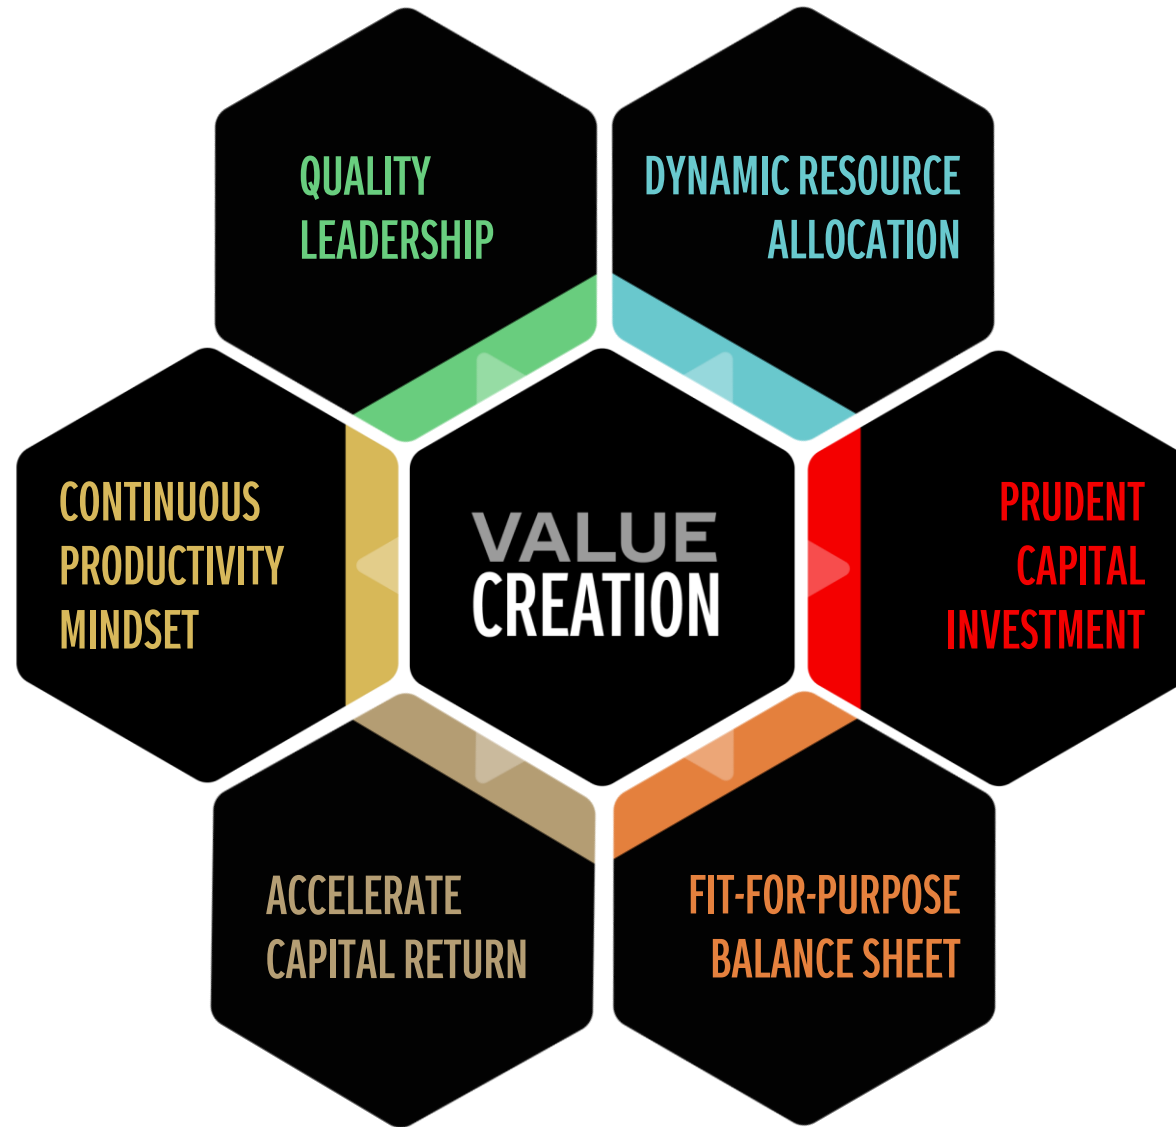 QUALITY
LEADERSHIP
DYNAMIC RESOURCE
ALLOCATION
CONTINUOUS
PRODUCTIVITY
MINDSET
VALUE
CREATION
PRUDENT
CAPITAL
INVESTMENT
ACCELERATE
CAPITAL RETURN
FIT-FOR-PURPOSE
BALANCE SHEET